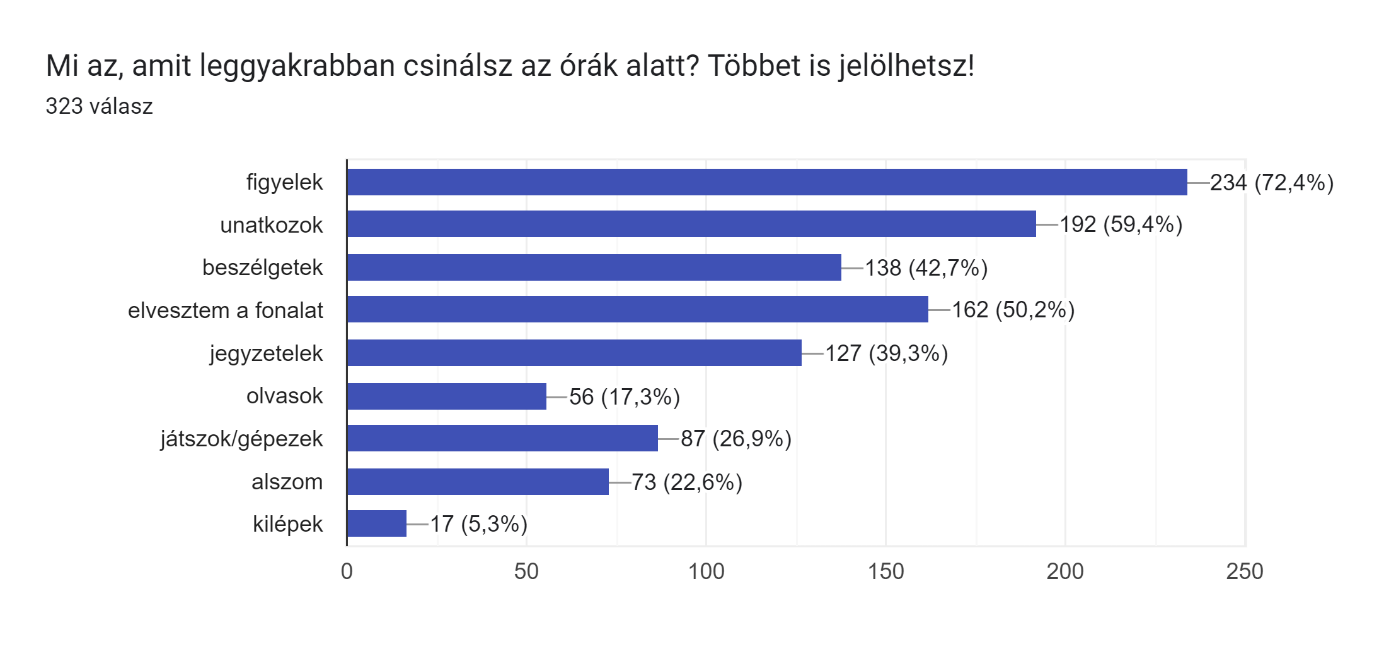 Mi az, amit leggyakrabban csinálsz az órák alatt? Többet is jelölhetsz!
323 válasz
figyelek 234 (72,4%)
unatkozok 192 (59,4%)
beszélgetek 138 (42,7%)
elvesztem a fonalat 162 (50,2%)
jegyzetelek 127 (39,3%)
olvasok 56 (17,3%)
játszok/gépezek 87 (26,9%)
alszom 73 (22,6%)
kilépek 17 (5,3%)
0 50 100 150 200 250